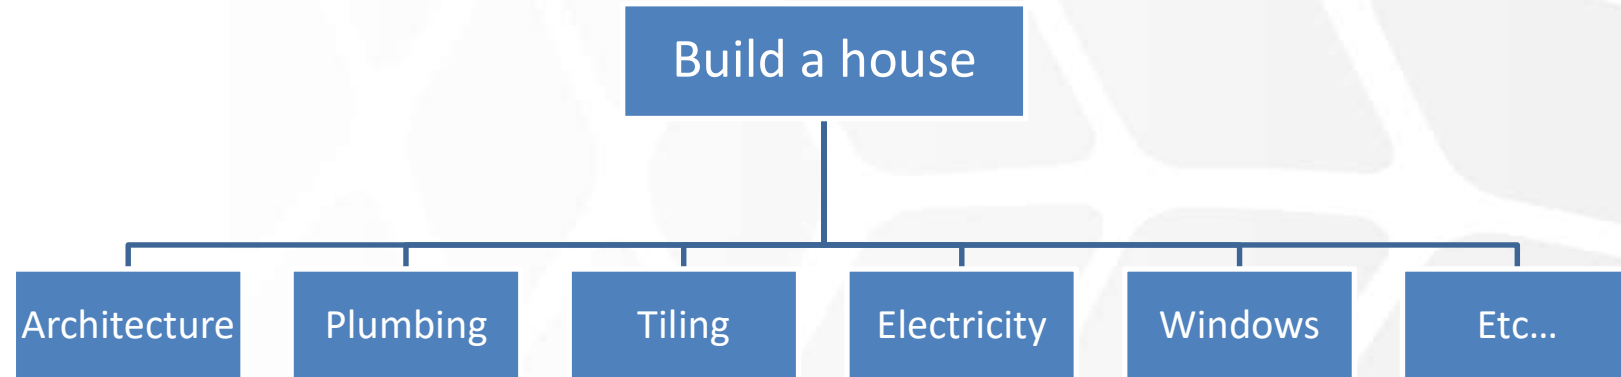 Build a house
Architecture
Plumbing
Tiling
Electricity
Windows
Etc...